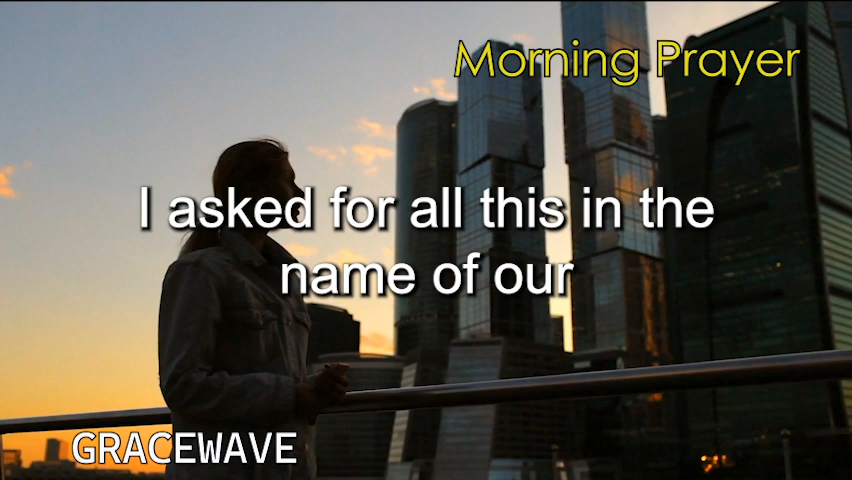 Morning Prayer
I asked for all this in the
name of our
GRACEWAVE